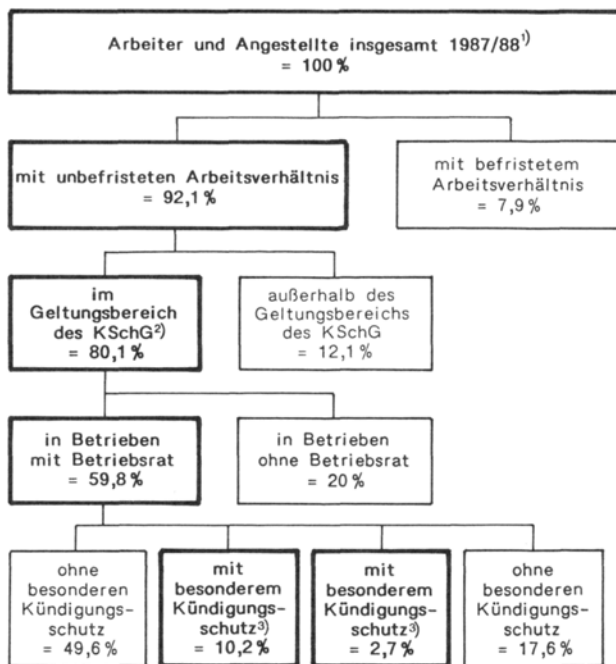 Arbeiter und Angestellte insgesamt 1987/88¹⁾
= 100 %
mit unbefristeten Arbeitsverhältnis
= 92,1 %
mit befristetem
Arbeitsverhältnis
= 7,9 %
im
Geltungsbereich
des KSchG²⁾
= 80,1 %
außerhalb des
Geltungsbereichs
des KSchG
= 12,1 %
in Betrieben
mit Betriebsrat
= 59,8 %
in Betrieben
ohne Betriebsrat
= 20 %
ohne
besonderen
Kündigungs-
schutz
= 49,6 %
mit
besonderem
Kündigungs-
schutz³⁾
= 10,2 %
mit
besonderem
Kündigungs-
schutz³⁾
= 2,7 %
ohne
besonderen
Kündigungs-
schutz
= 17,6 %